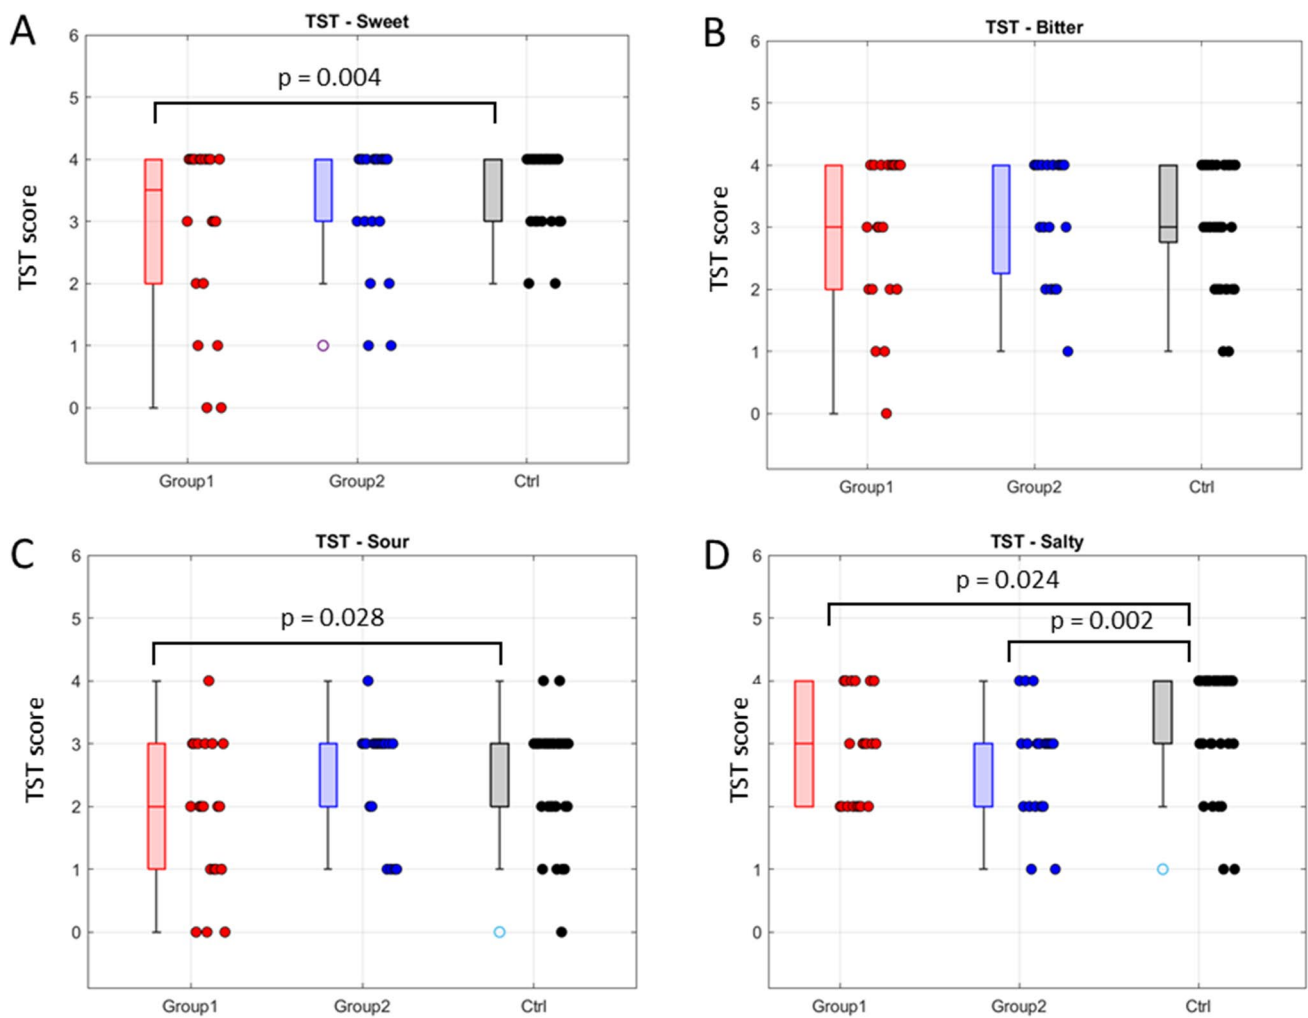 A
TST - Sweet
6
5
4
3
2
1
0
TST score
p = 0.004
Group1
Group2
Ctrl
B
TST - Bitter
6
5
4
3
2
1
0
TST score
Group1
Group2
Ctrl
C
TST - Sour
6
5
4
3
2
1
0
TST score
p = 0.028
Group1
Group2
Ctrl
D
TST - Salty
6
5
4
3
2
1
0
TST score
p = 0.024
p = 0.002
Group1
Group2
Ctrl